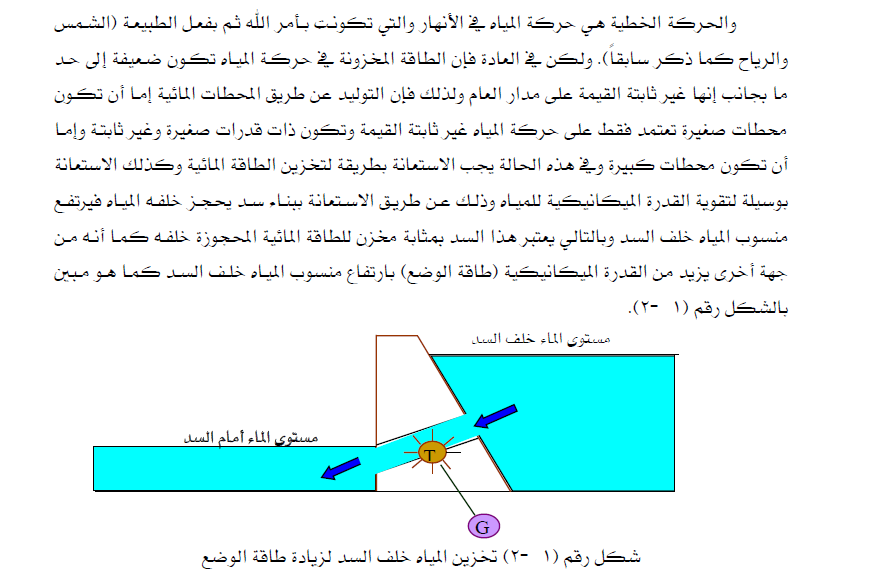 والحركة الخطية هي حركة المياه في الأنهار والتي تكونت بأمر الله ثم بفعل الطبيعة (الشمس
والرياح كما ذكر سابقاً). ولكن في العادة فإن الطاقة المخزونة في حركة المياه تكون ضعيفة إلى حد
ما بجانب إنها غير ثابتة القيمة على مدار العام ولذلك فإن التوليد عن طريق المحطات المائية إما أن تكون
محطات صغيرة تعتمد فقط على حركة المياه غير ثابتة القيمة وتكون ذات قدرات صغيرة وغير ثابتة وإما
أن تكون محطات كبيرة وفي هذه الحالة يجب الاستعانة بطريقة لتخزين الطاقة المائية وكذلك الاستعانة
بوسيلة لتقوية القدرة الميكانيكية للمياه وذلك عن طريق الاستعانة ببناء سد يحجز خلفه المياه فيرتفع
منسوب المياه خلف السد وبالتالي يعتبر هذا السد بمثابة مخزن للطاقة المائية المحجوزة خلفه كما أنه من
جهة أخرى يزيد من القدرة الميكانيكية (طاقة الوضع) بارتفاع منسوب المياه خلف السد كما هو مبين
بالشكل رقم (١ -٢).
مستوى الماء خلف السد
مستوى الماء أمام السد
T
G
شكل رقم (١ -٢) تخزين المياه خلف السد لزيادة طاقة الوضع